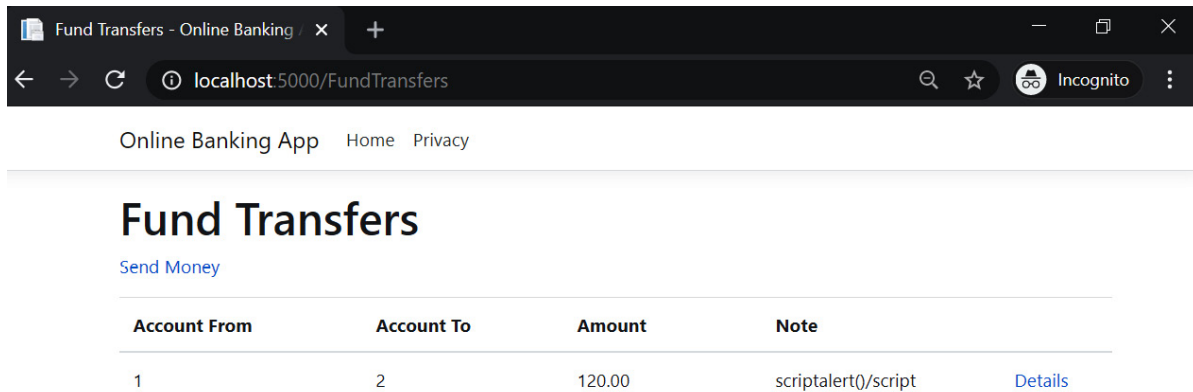 Fund Transfers - Online Banking /
localhost:5000/FundTransfers Incognito
Online Banking App Home Privacy
Fund Transfers
Send Money
Account From Account To Amount Note
1 2 120.00 scriptalert()/script Details